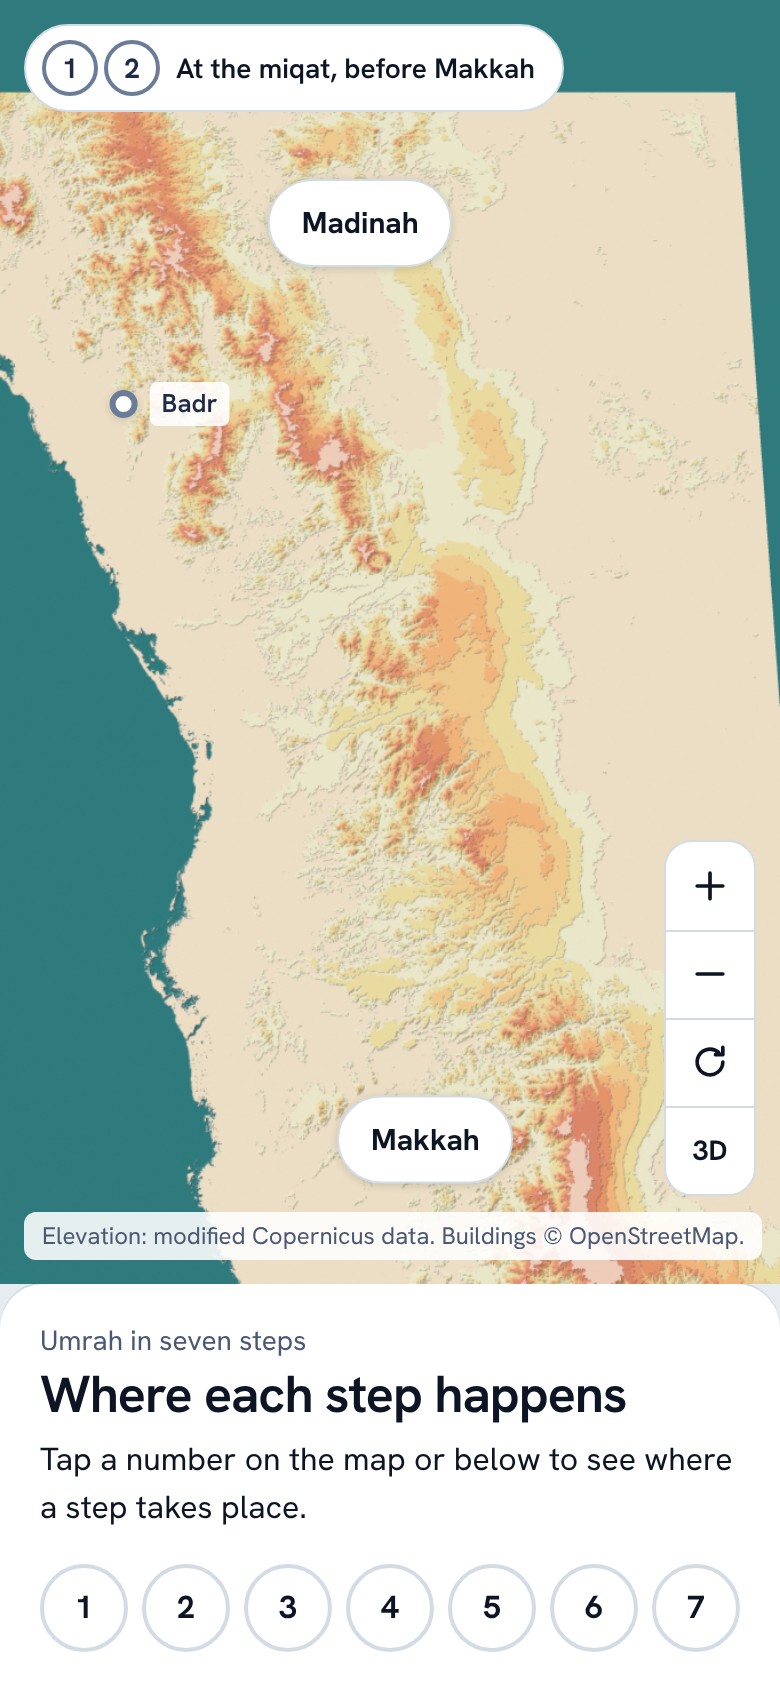 1 2 At the miqat, before Makkah
Madinah
Badr
Makkah
3D
Elevation: modified Copernicus data. Buildings © OpenStreetMap.
Umrah in seven steps
Where each step happens
Tap a number on the map or below to see where
a step takes place.
1 2 3 4 5 6 7